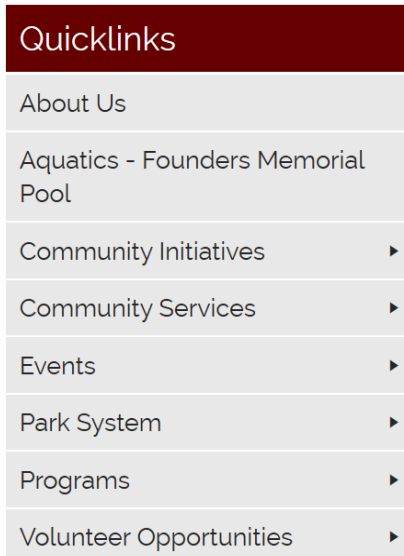 Quicklinks
About Us
Aquatics - Founders Memorial
Pool
Community Initiatives
Community Services
Events
Park System
Programs
Volunteer Opportunities